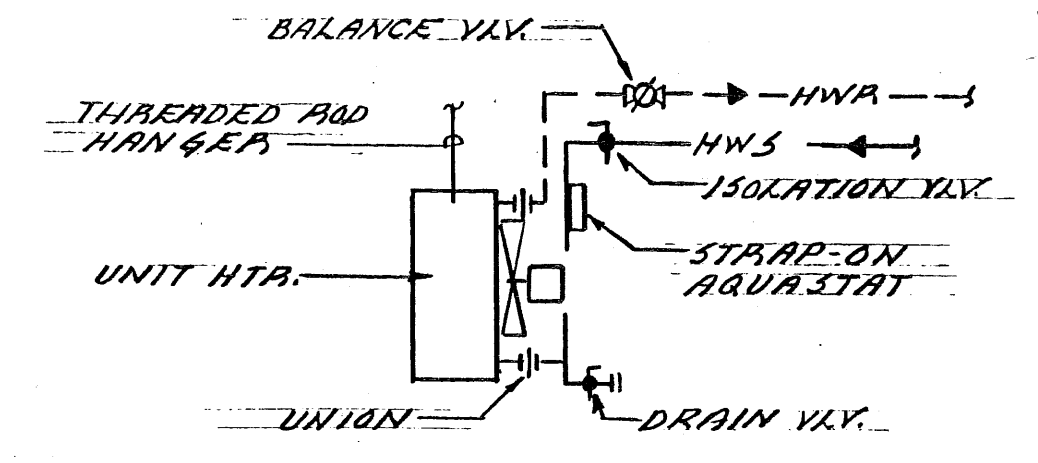 BALANCE VLV.
THREADED ROD
HANGER
HWR
HWS
ISOLATION VLV.
STRAP-ON
AQUASTAT
UNIT HTR.
UNION
DRAIN VLV.